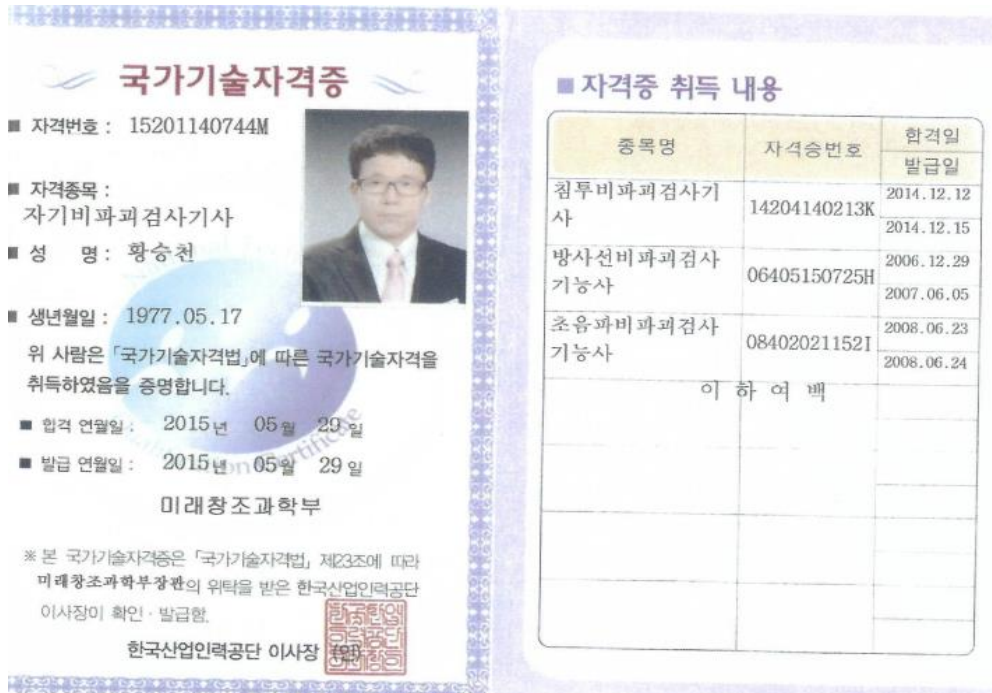 국가기술자격증
■ 자격번호 : 15201140744M
■ 자격종목 :
자기비파괴검사기사
■ 성 명 : 황승천
■ 생년월일 : 1977.05.17
위 사람은 「국가기술자격법」에 따른 국가기술자격을
취득하였음을 증명합니다.
■ 합격 연월일 : 2015년 05월 29일
■ 발급 연월일 : 2015년 05월 29일
미래창조과학부
※ 본 국가기술자격증은 「국가기술자격법」 제23조에 따라
미래창조과학부장관의 위탁을 받은 한국산업인력공단
이사장이 확인·발급함.
한국산업인력공단 이사장 (인)
■ 자격증 취득 내용
종목명 자격증번호 합격일
발급일
침투비파괴검사기 14204140213K 2014.12.12
사 2014.12.15
방사선비파괴검사 06405150725H 2006.12.29
기능사 2007.06.05
초음파비파괴검사 08402021152I 2008.06.23
기능사 2008.06.24
이 하 여 백